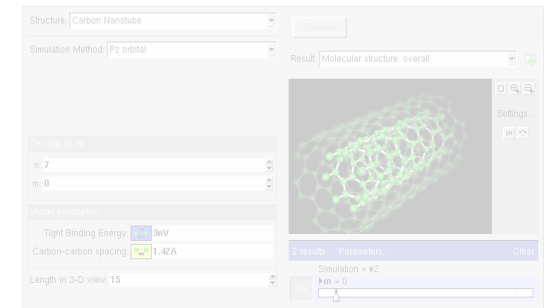 Structure: Carbon Nanotube
Simulation Method: Pz orbital
Chirality (n,m)
n: 7
m: 0
Model parameters
Tight Binding Energy: 3eV
Carbon-carbon spacing: 1.42A
Length in 3-D view: 15
Simulate
Result: Molecular structure: overall
Settings...
2 results Parameters... Clear
Simulation = #2
All
m = 0